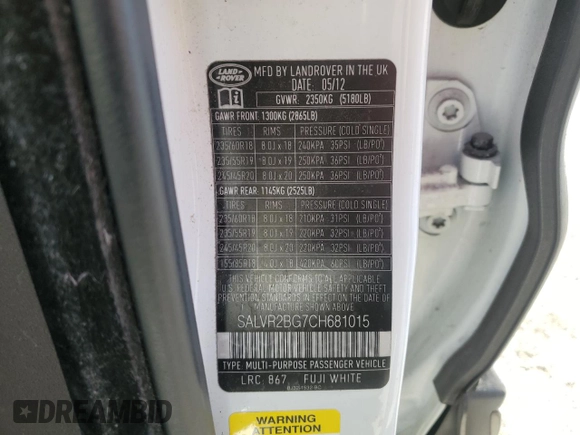 LAND-
ROVER
MFD BY LANDROVER IN THE UK
DATE: 05/12
GVWR: 2350KG (5180LB)
GAWR FRONT: 1300KG (2865LB)
TIRES RIMS PRESSURE (COLD SINGLE)
235/60R18 8.0J x 18 240KPA 35PSI (LB/PO²)
235/55R19 8.0J x 19 250KPA 36PSI (LB/PO²)
245/45R20 8.0J x 20 250KPA 36PSI (LB/PO²)
GAWR REAR: 1145KG (2525LB)
TIRES RIMS PRESSURE (COLD SINGLE)
235/60R18 8.0J x 18 210KPA 31PSI (LB/PO²)
235/55R19 8.0J x 19 220KPA 32PSI (LB/PO²)
245/45R20 8.0J x 20 220KPA 32PSI (LB/PO²)
420KPA 60PSI (LB/PO²)
THIS VEHICLE CONFORMS TO ALL APPLICABLE
U.S. FEDERAL MOTOR VEHICLE SAFETY AND
THEFT PREVENTION STANDARDS IN EFFECT ON
THE DATE OF MANUFACTURE SHOWN ABOVE
SALVR2BG7CH681015
TYPE: MULTI-PURPOSE PASSENGER VEHICLE
LRC 867 FUJI WHITE
WARNING
DREAMBID